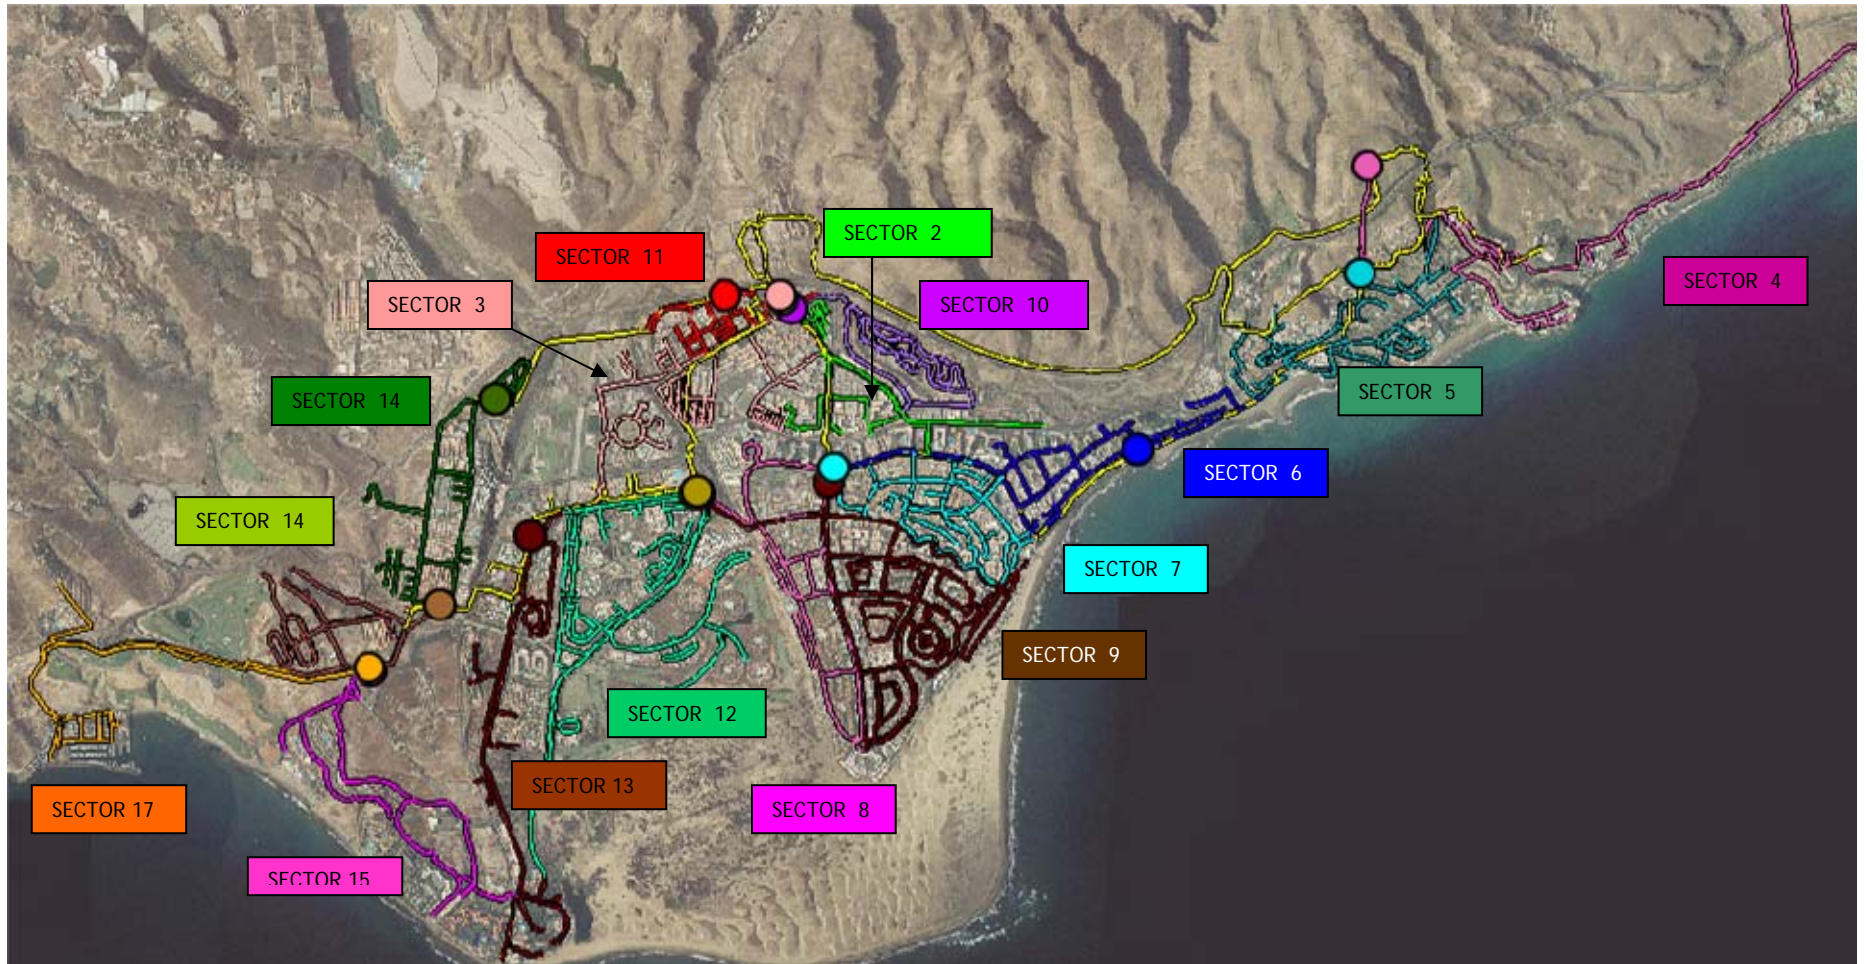 SECTOR 2
SECTOR 11
SECTOR 4
SECTOR 3
SECTOR 10
SECTOR 14
SECTOR 5
SECTOR 6
SECTOR 14
SECTOR 7
SECTOR 9
SECTOR 12
SECTOR 13
SECTOR 17
SECTOR 8
SECTOR 15